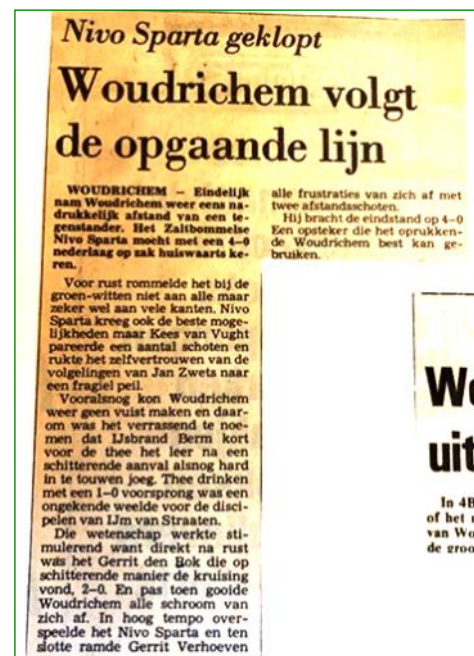 Nivo Sparta geklopt
Woudrichem volgt
de opgaande lijn
WOUDRICHEM – Eindelijk
nam Woudrichem weer eens na-
drukkelijk afstand van een te-
genstander. Het Zaltbommelse
Nivo Sparta mocht met een 4–0
nederlaag op zak huiswaarts ke-
ren.
Voor rust rommelde het bij de
groen-witten niet aan alle maar
zeker wel aan vele kanten. Nivo
Sparta kreeg ook de beste moge-
lijkheden maar Kees van Vught
pareerde een aantal schoten en
rukte het zelfvertrouwen van de
volgelingen van Jan Zwets naar
een fragiel peil.
Vooralsnog kon Woudrichem
weer geen vuist maken en daar-
om was het verrassend te noe-
men dat IJsbrand Berm kort
voor de thee het leer na een
schitterende aanval alsnog hard
in te touwen joeg. Thee drinken
met een 1–0 voorsprong was een
ongekende weelde voor de disci-
pelen van IJm van Straaten.
Die wetenschap werkte sti-
mulerend want direkt na rust
was het Gerrit den Bok die op
schitterende manier de kruising
vond, 2–0. En pas toen gooide
Woudrichem alle schroom van
zich af. In hoog tempo over-
speelde het Nivo Sparta en ten
slotte ramde Gerrit Verhoeven
alle frustraties van zich af met
twee afstandsschoten.
Hij bracht de eindstand op 4–0
Een opsteker die het oprukken-
de Woudrichem best kan ge-
bruiken.
uit
In 4B
of het
van Wo
de groo